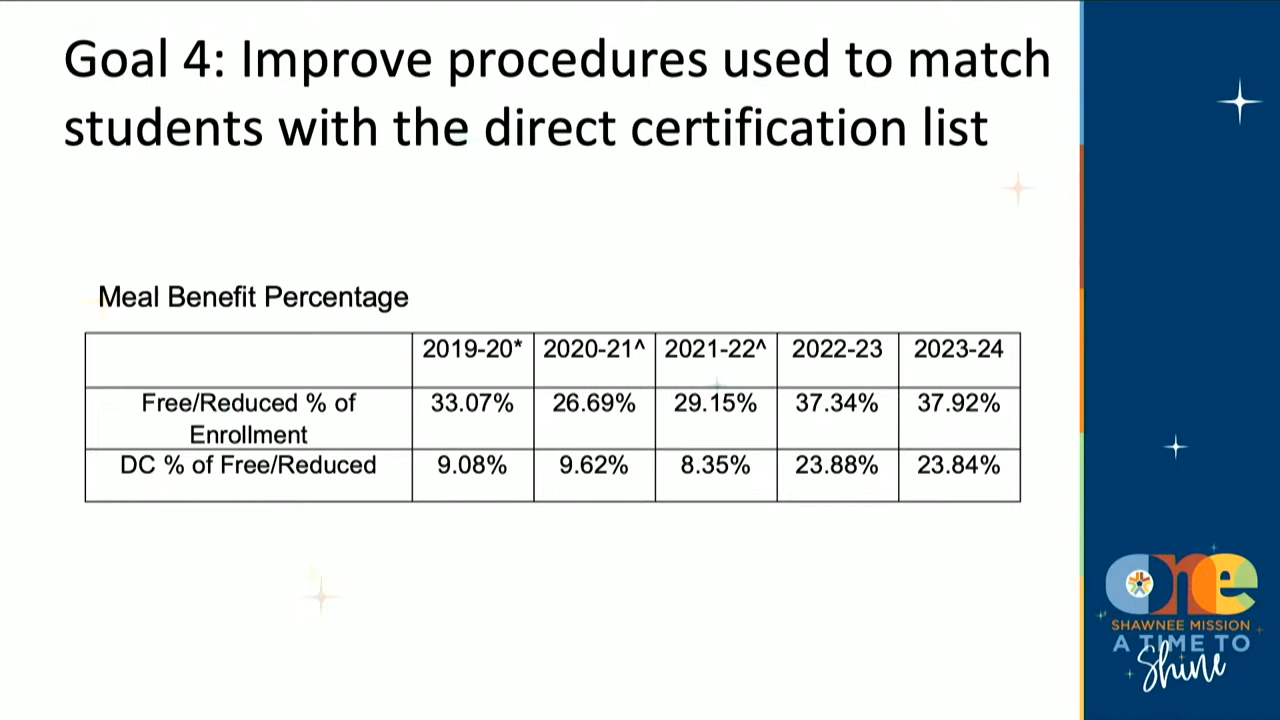 Goal 4: Improve procedures used to match
students with the direct certification list
Meal Benefit Percentage
2019-20* 2020-21^ 2021-22^ 2022-23 2023-24
Free/Reduced % of 33.07% 26.69% 29.15% 37.34% 37.92%
Enrollment
DC % of Free/Reduced 9.08% 9.62% 8.35% 23.88% 23.84%
one
SHAWNEE MISSION
A TIME TO
Shine